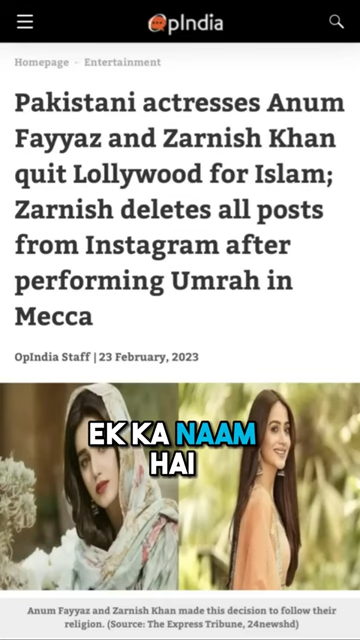 OpIndia
Homepage - Entertainment
Pakistani actresses Anum
Fayyaz and Zarnish Khan
quit Lollywood for Islam;
Zarnish deletes all posts
from Instagram after
performing Umrah in
Mecca
OpIndia Staff | 23 February, 2023
EK KA NAAM
HAI
Anum Fayyaz and Zarnish Khan made this decision to follow their
religion. (Source: The Express Tribune, 24newshd)